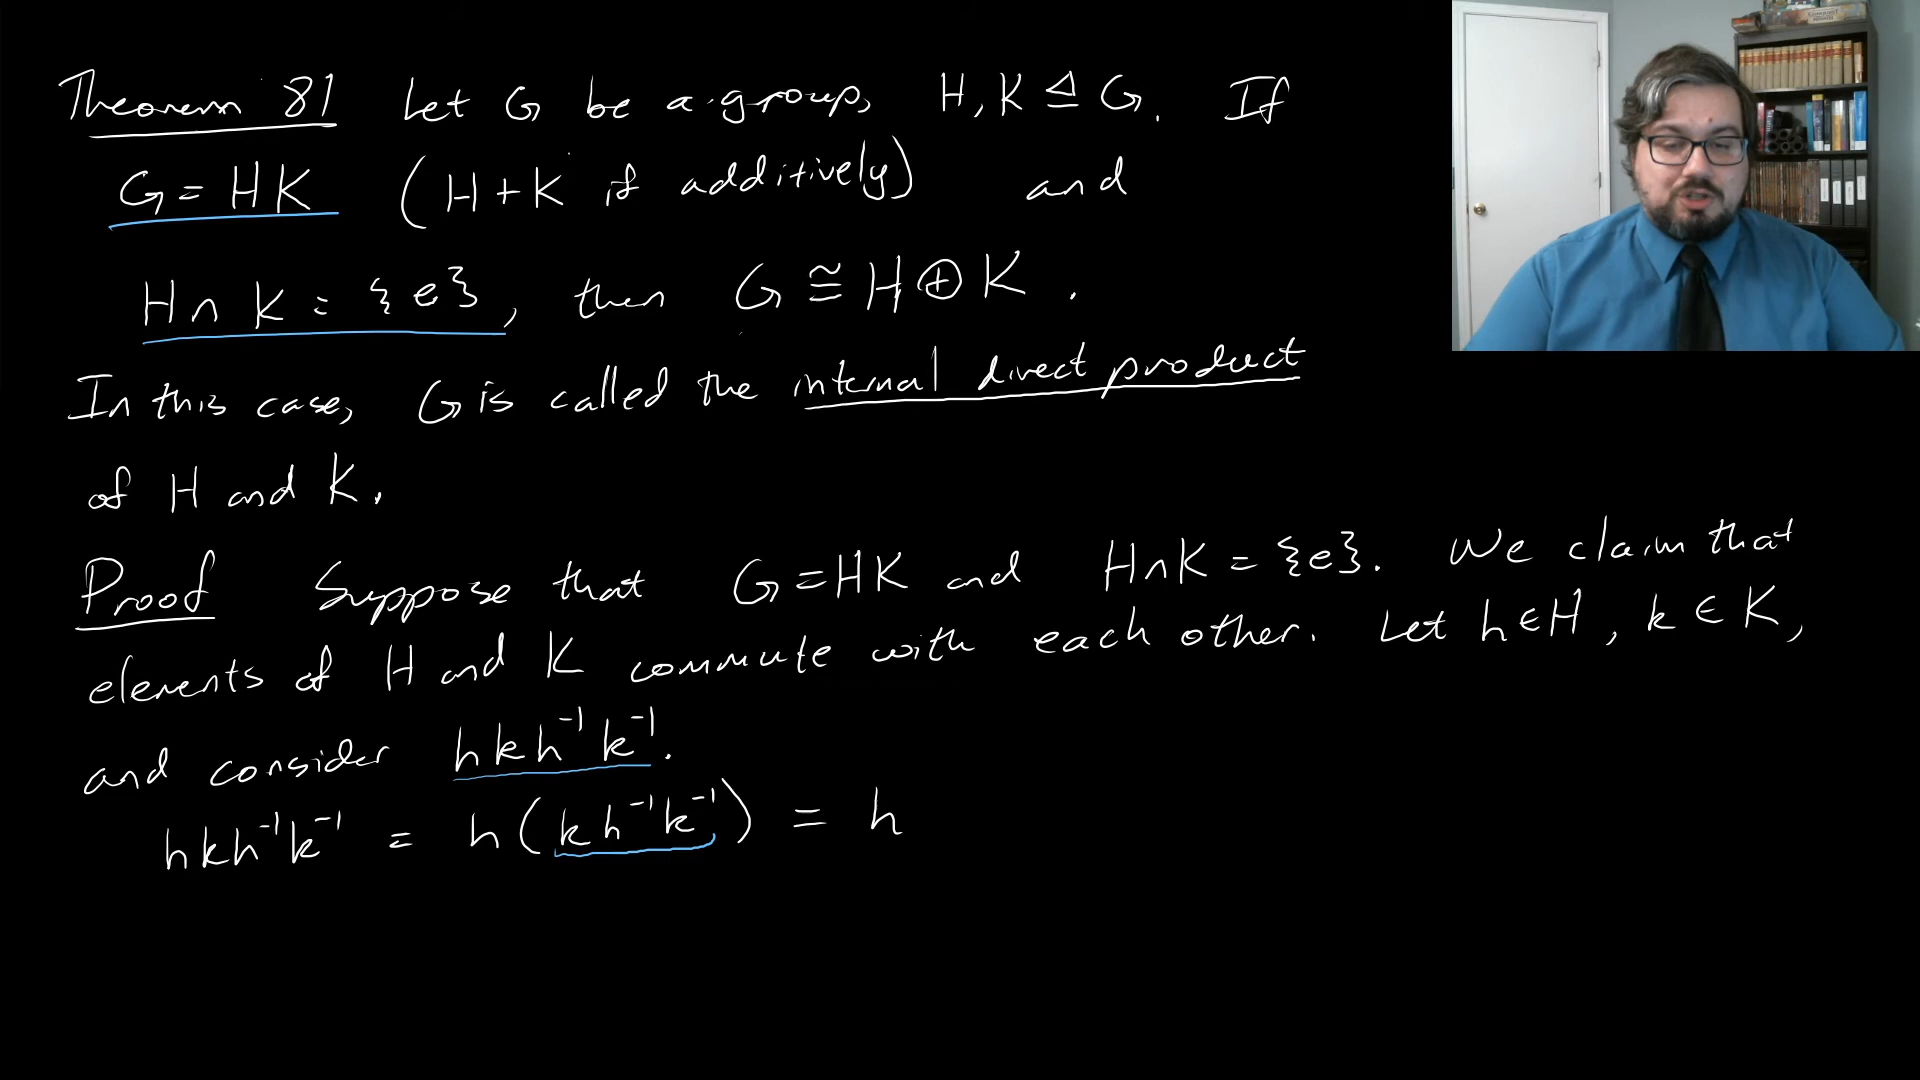 Theorem 81 Let G be a group, H, K ⊴ G. If
G = HK (H + K if additively) and
H ∩ K = {e}, then G ≅ H ⊕ K.
In this case, G is called the internal direct product
of H and K.
Proof Suppose that G = HK and H ∩ K = {e}. We claim that
elements of H and K commute with each other. Let h ∈ H, k ∈ K,
and consider hkh⁻¹k⁻¹.
hkh⁻¹k⁻¹ = h(kh⁻¹k⁻¹) = h